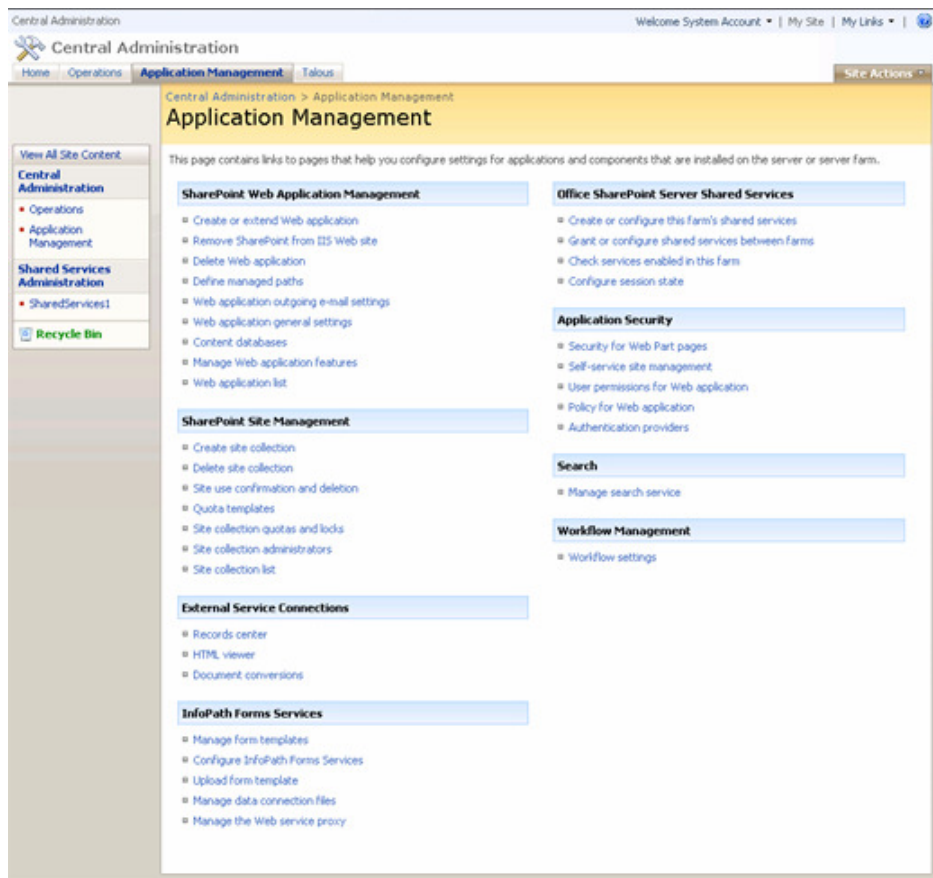 Central Administration
Welcome System Account | My Site | My Links |
Central Administration
Home Operations Application Management Talous
Site Actions
Central Administration > Application Management
Application Management
View All Site Content
Central
Administration
Operations
Application
Management
Shared Services
Administration
SharedServices1
Recycle Bin
This page contains links to pages that help you configure settings for applications and components that are installed on the server or server farm.
SharePoint Web Application Management
Create or extend Web application
Remove SharePoint from IIS Web site
Delete Web application
Define managed paths
Web application outgoing e-mail settings
Web application general settings
Content databases
Manage Web application features
Web application list
SharePoint Site Management
Create site collection
Delete site collection
Site use confirmation and deletion
Quota templates
Site collection quotas and locks
Site collection administrators
Site collection list
External Service Connections
Records center
HTML viewer
Document conversions
InfoPath Forms Services
Manage form templates
Configure InfoPath Forms Services
Upload form template
Manage data connection files
Manage the Web service proxy
Office SharePoint Server Shared Services
Create or configure this farm's shared services
Grant or configure shared services between farms
Check services enabled in this farm
Configure session state
Application Security
Security for Web Part pages
Self-service site management
User permissions for Web application
Policy for Web application
Authentication providers
Search
Manage search service
Workflow Management
Workflow settings